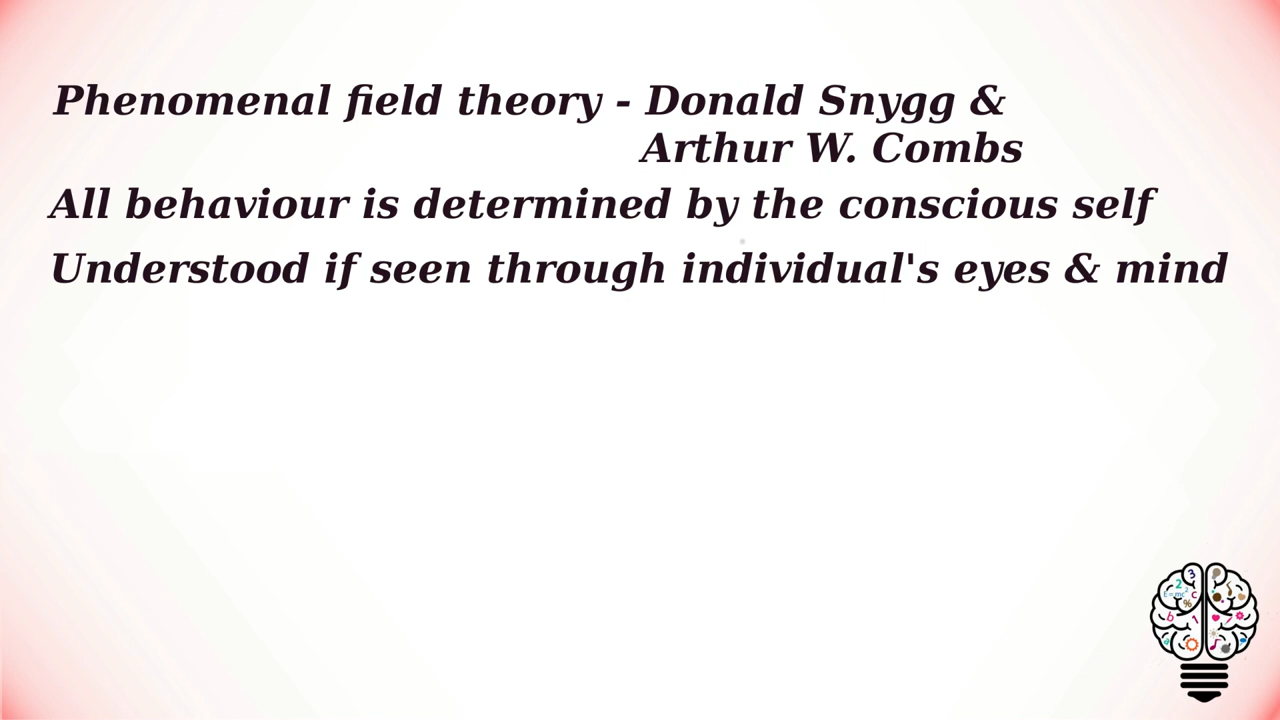 Phenomenal field theory - Donald Snygg &
Arthur W. Combs
All behaviour is determined by the conscious self
Understood if seen through individual's eyes & mind